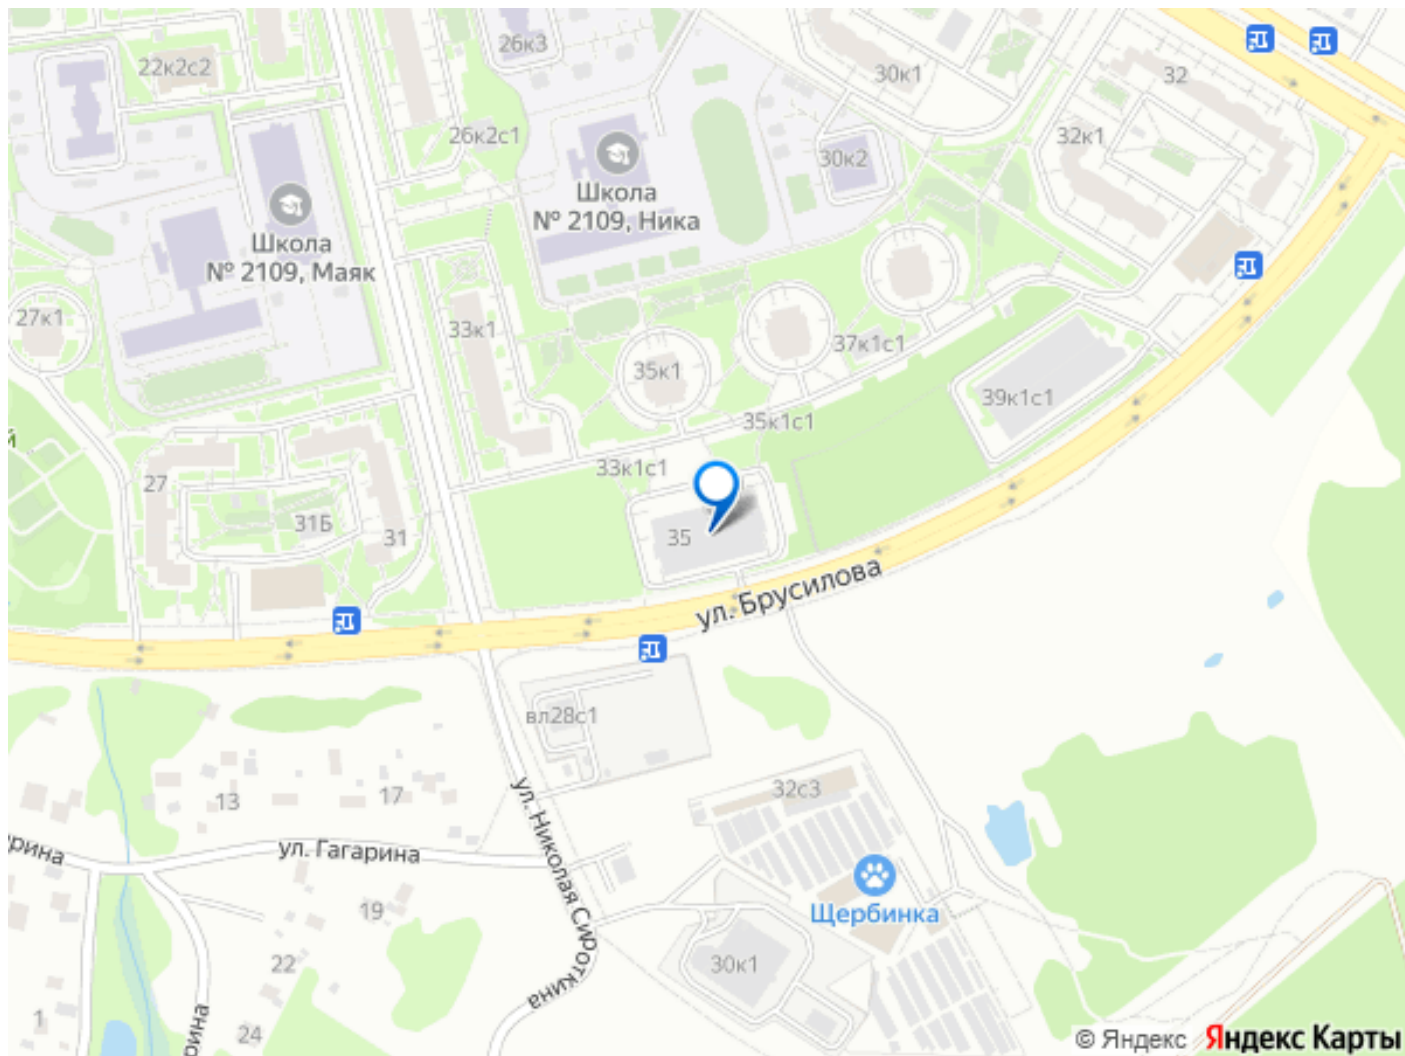 22к2с2
26к3
30к1
32
26к2с1
32к1
30к2
Школа
№ 2109, Ника
Школа
№ 2109, Маяк
27к1
33к1
37к1с1
35к1
39к1с1
35к1с1
й
33к1с1
27
31Б
31
35
ул. Брусилова
вл28с1
32с3
13
17
ул. Николая Сироткина
рина
ул. Гагарина
19
Щербинка
22
30к1
1
24
рина
© Яндекс Яндекс Карты